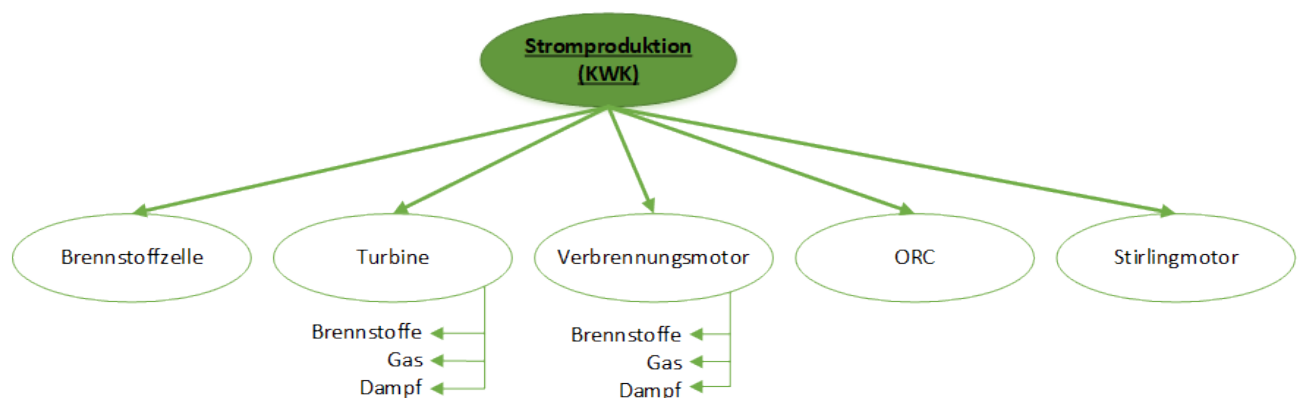 Stromproduktion
(KWK)
Brennstoffzelle
Turbine
Verbrennungsmotor
ORC
Stirlingmotor
Brennstoffe
Gas
Dampf
Brennstoffe
Gas
Dampf